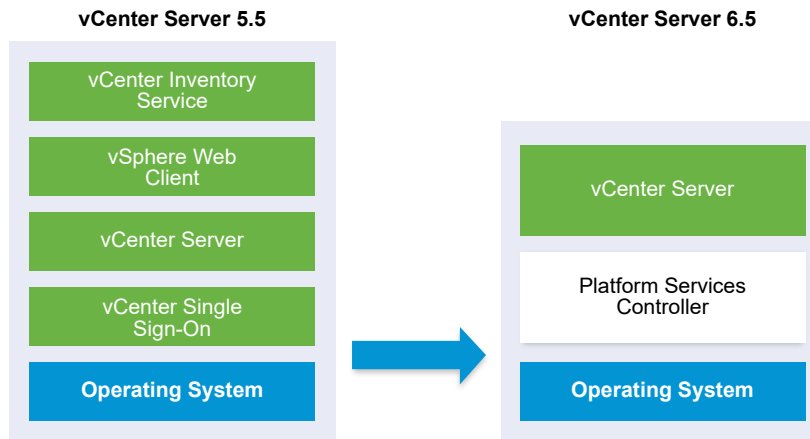 vCenter Server 5.5
vCenter Inventory
Service
vSphere Web
Client
vCenter Server
vCenter Single
Sign-On
Operating System
vCenter Server 6.5
vCenter Server
Platform Services
Controller
Operating System